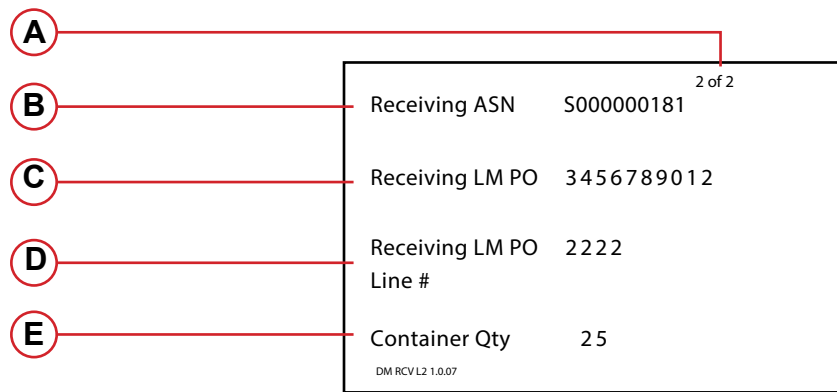 A
2 of 2
B
Receiving ASN S000000181
C
Receiving LM PO 3456789012
D
Receiving LM PO 2222
Line #
E
Container Qty 25
DM RCV L2 1.0.07